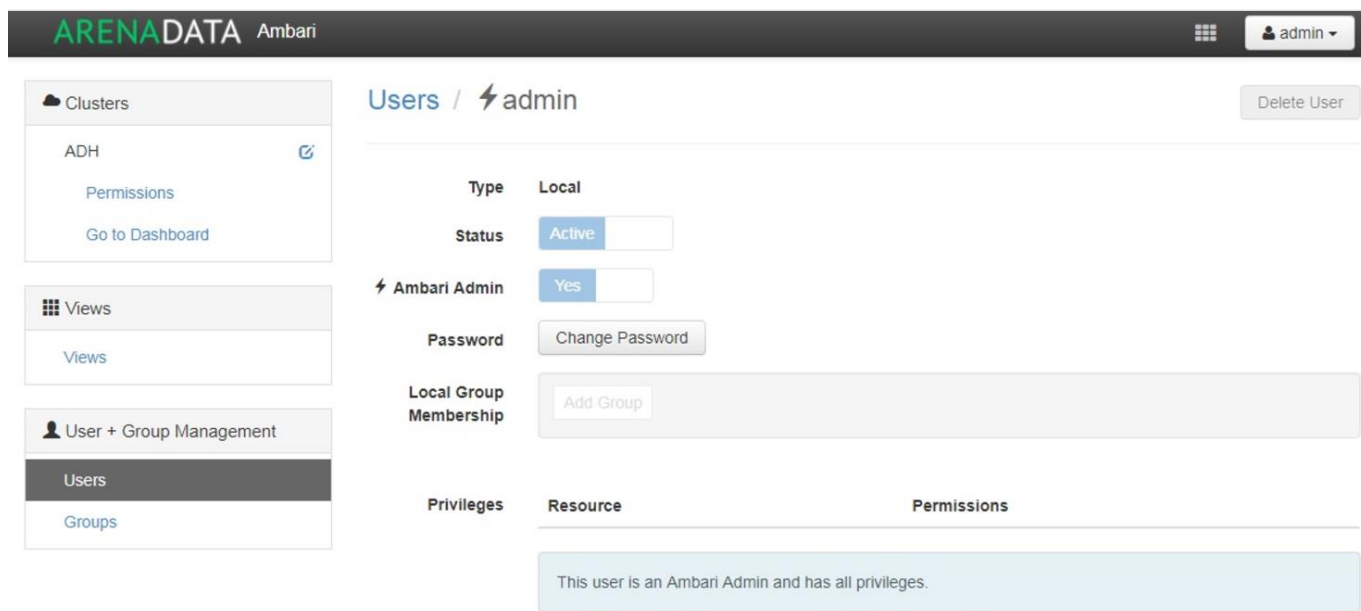 ARENADATA Ambari
admin
Clusters
ADH
Permissions
Go to Dashboard
Views
Views
User + Group Management
Users
Groups
Users / admin
Delete User
Type Local
Status Active
Ambari Admin Yes
Password Change Password
Local Group
Membership
Add Group
Privileges Resource Permissions
This user is an Ambari Admin and has all privileges.